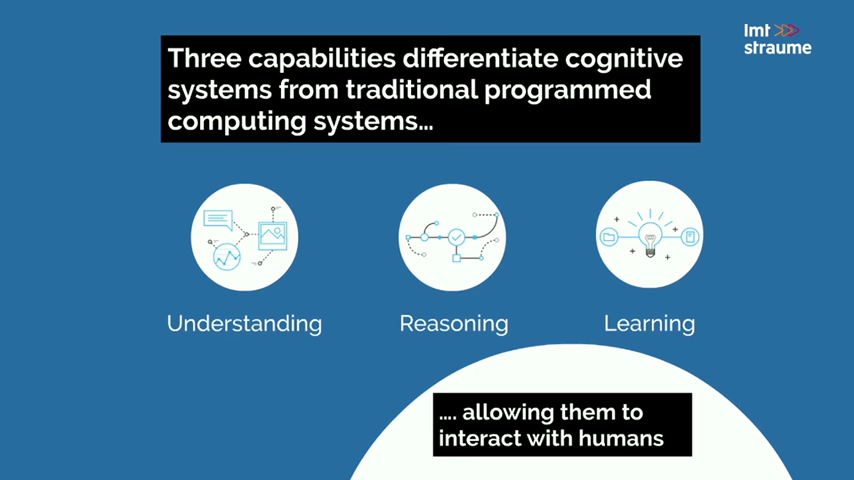 lmt
straume
Three capabilities differentiate cognitive
systems from traditional programmed
computing systems...
Understanding
Reasoning
Learning
.... allowing them to
interact with humans